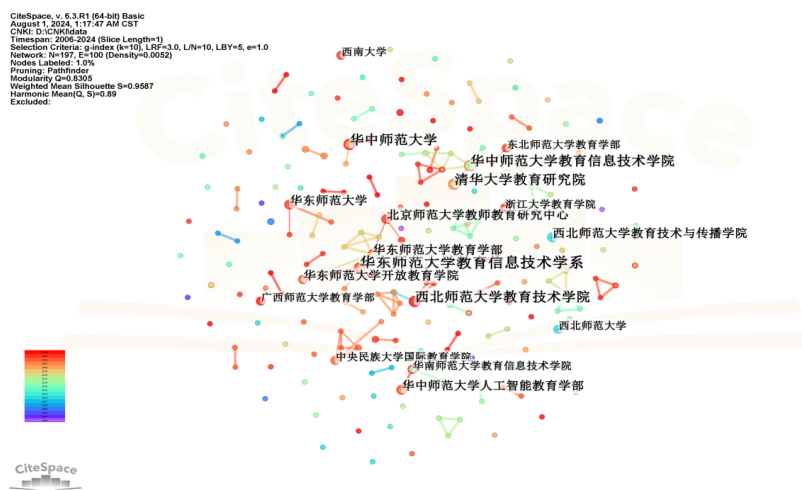 CiteSpace, v. 6.3.R1 (64-bit) Basic
August 1, 2024, 1:17:47 AM CST
CNKI: D:\CNKI\data
Timespan: 2006-2024 (Slice Length=1)
Selection Criteria: g-index (k=10), LRF=3.0, L/N=10, LBY=5, e=1.0
Network: N=197, E=100 (Density=0.0052)
Nodes Labeled: 1.0%
Pruning: Pathfinder
Modularity Q=0.8305
Weighted Mean Silhouette S=0.9587
Harmonic Mean(Q, S)=0.89
Excluded:
CiteSpace
西南大学
华中师范大学
东北师范大学教育学部
华中师范大学教育信息技术学院
清华大学教育研究院
华东师范大学
浙江大学教育学院
北京师范大学教师教育研究中心
西北师范大学教育技术与传播学院
华东师范大学教育学部
华东师范大学教育信息技术学系
华东师范大学开放教育学院
广西师范大学教育学部
西北师范大学教育技术学院
西北师范大学
中央民族大学国际教育学院
华南师范大学教育信息技术学院
华中师范大学人工智能教育学部
CiteSpace